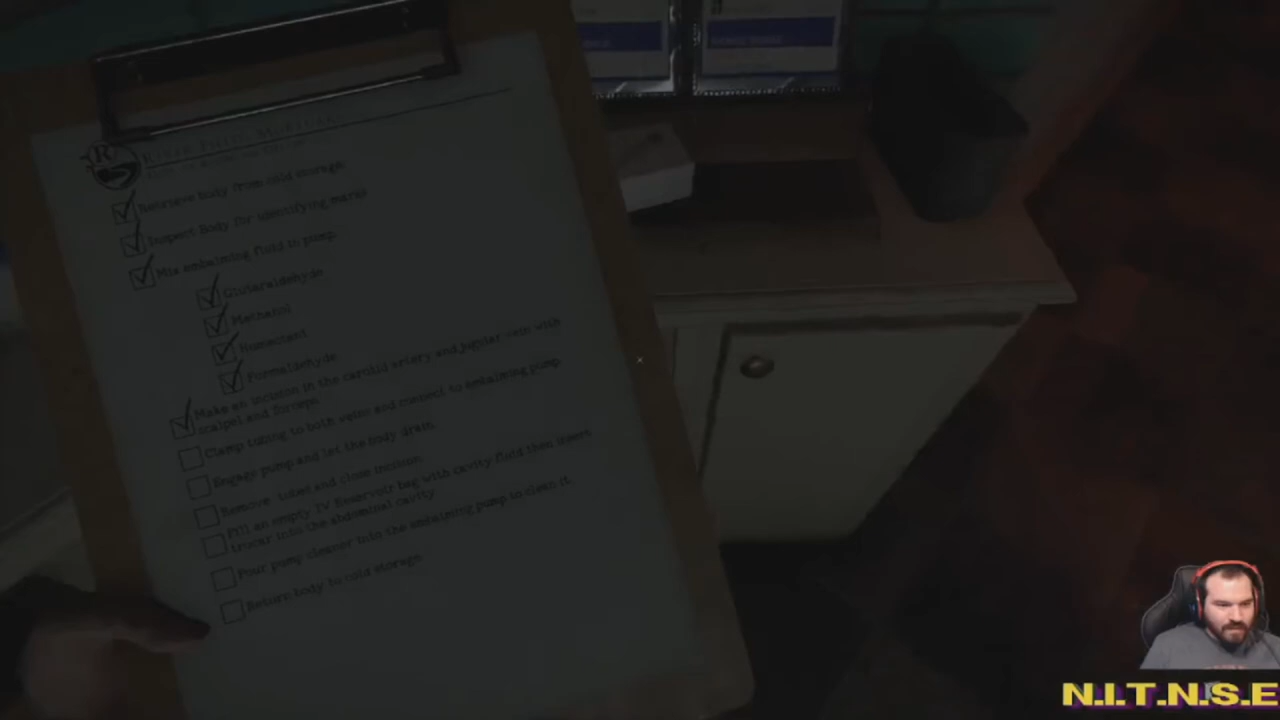 RIVER FIELDS MORTUARY
Retrieve body from cold storage.
Inspect Body for identifying marks
Mix embalming fluid in pump.
Glutaraldehyde
Methanol
Humectant
Formaldehyde
Make an incision in the carotid artery and jugular vein with
scalpel and forceps.
Clamp tubing to both veins and connect to embalming pump.
Engage pump and let the body drain.
Remove tubes and close incision.
Fill an empty IV Reservoir bag with cavity fluid then insert
trocar into the abdominal cavity
Pour pump cleaner into the embalming pump to clean it.
Return body to cold storage.
N.I.T.N.S.E